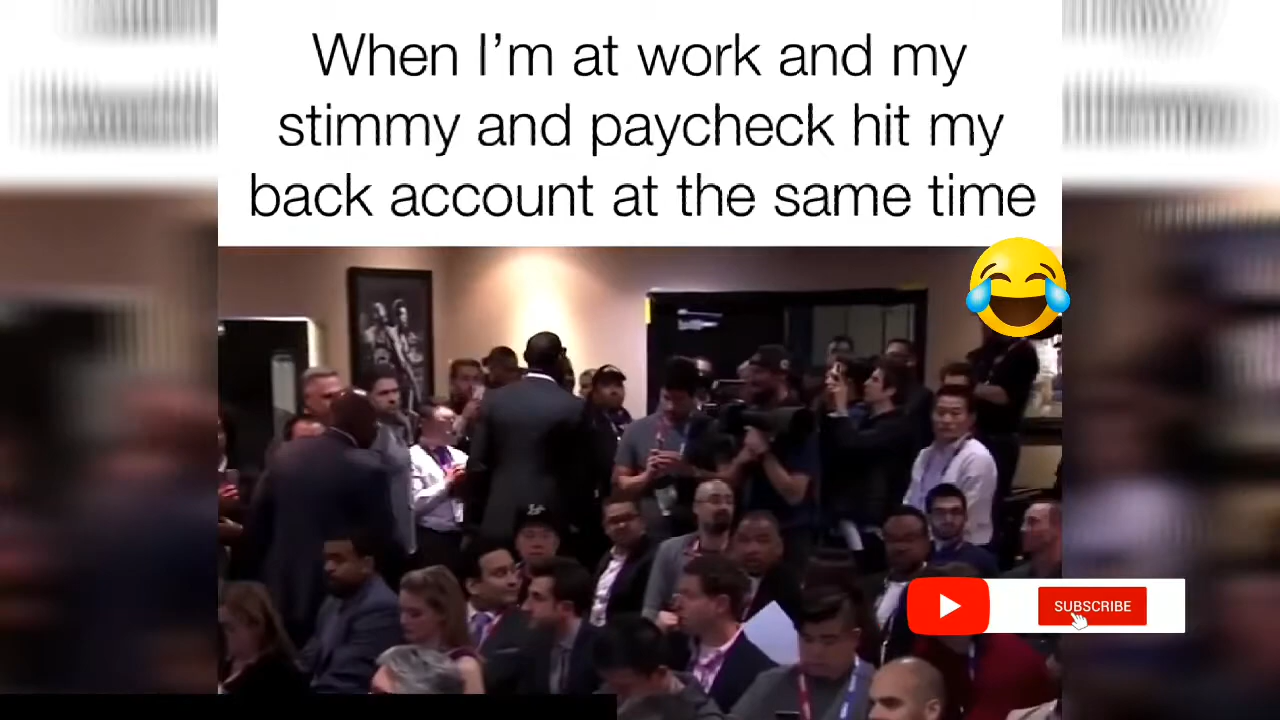 When I’m at work and my
stimmy and paycheck hit my
back account at the same time
SUBSCRIBE